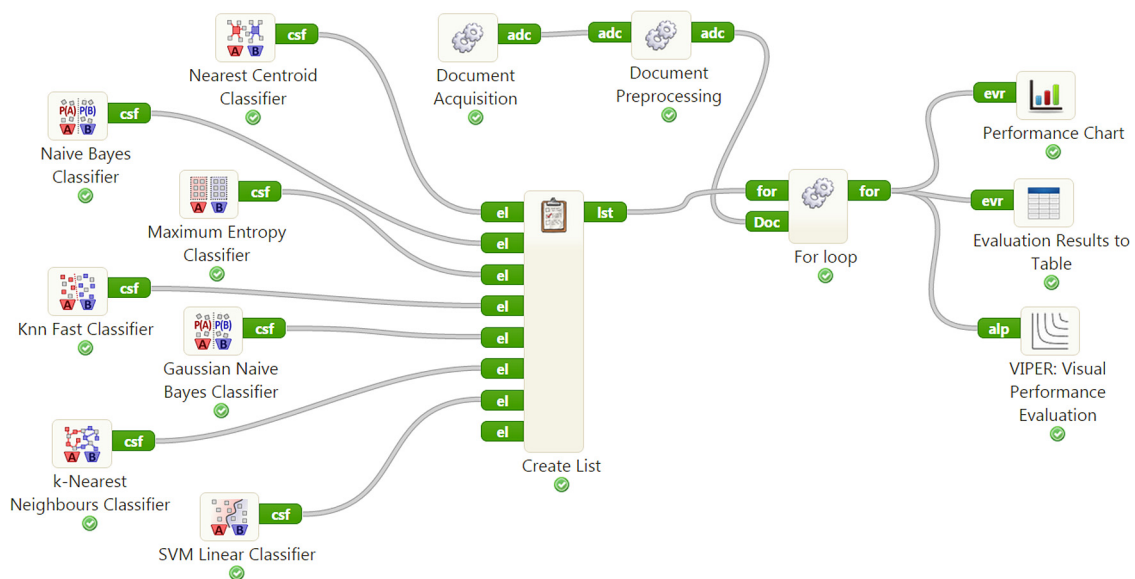 csf
Nearest Centroid
Classifier
adc
Document
Acquisition
adc
adc
Document
Preprocessing
P(A) P(B)
csf
Naive Bayes
Classifier
csf
Maximum Entropy
Classifier
csf
Knn Fast Classifier
P(A) P(B)
csf
Gaussian Naive
Bayes Classifier
csf
k-Nearest
Neighbours Classifier
csf
SVM Linear Classifier
A B
A B
A B
A B
A B
A B
A B
el
el
el
el
el
el
el
el
lst
Create List
for
Doc
for
For loop
evr
Performance Chart
evr
Evaluation Results to
Table
alp
VIPER: Visual
Performance
Evaluation